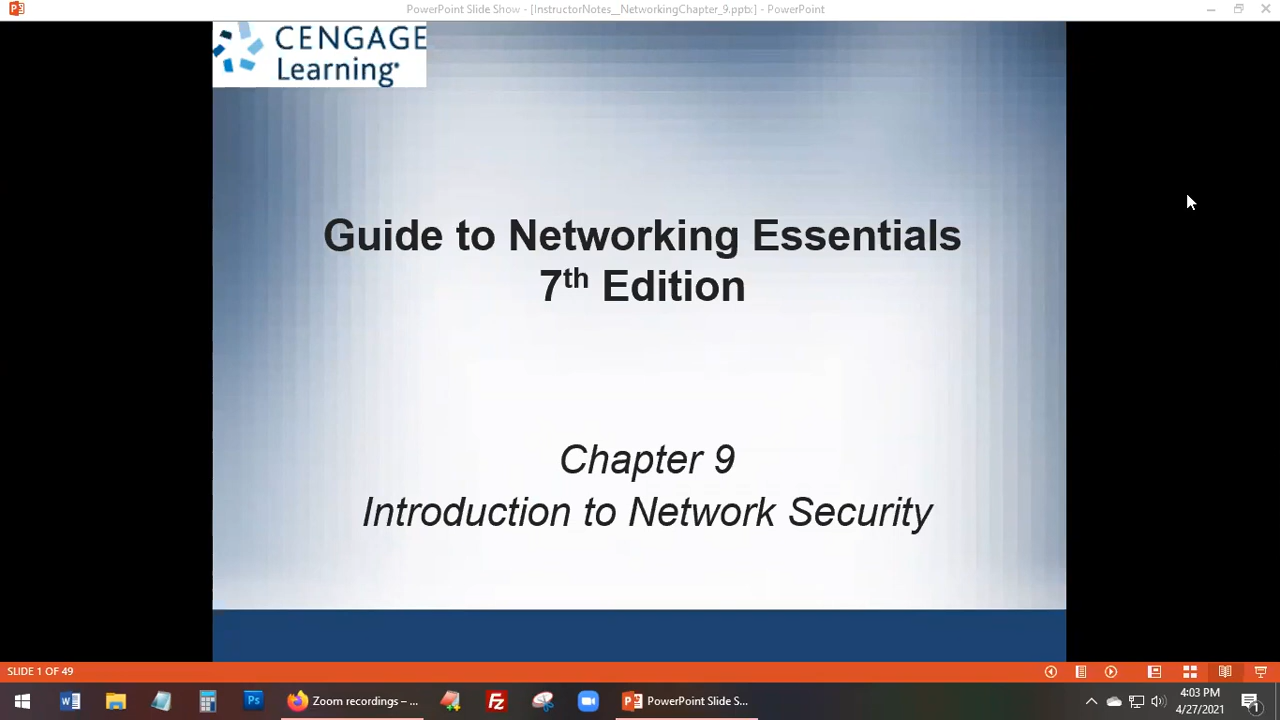 PowerPoint Slide Show - [InstructorNotes__NetworkingChapter_9.pptx] - PowerPoint
CENGAGE
Learning®
Guide to Networking Essentials
7th Edition
Chapter 9
Introduction to Network Security
SLIDE 1 OF 49
Zoom recordings – ...
PowerPoint Slide S...
4:03 PM
4/27/2021